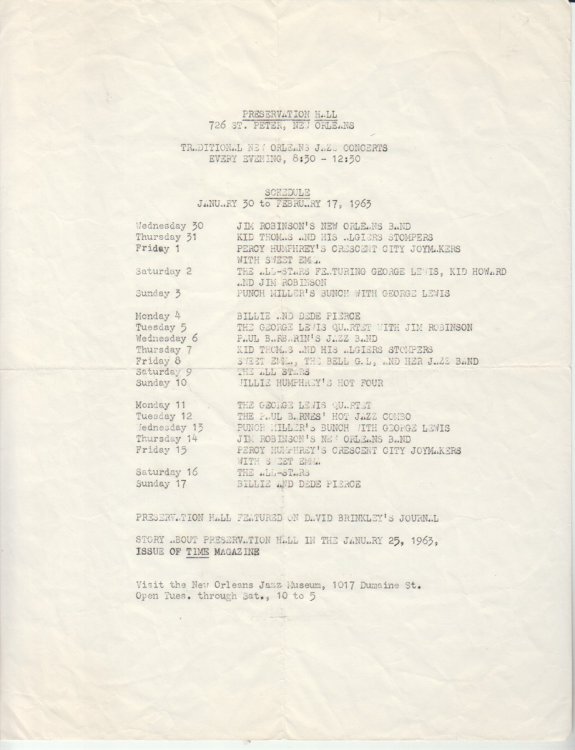 PRESERVATION HALL
726 ST. PETER, NEW ORLEANS
TRADITIONAL NEW ORLEANS JAZZ CONCERTS
EVERY EVENING, 8:30 - 12:30
SCHEDULE
JANUARY 30 to FEBRUARY 17, 1963
Wednesday 30 JIM ROBINSON'S NEW ORLEANS BAND
Thursday 31 KID THOMAS AND HIS ALGIERS STOMPERS
Friday 1 PERCY HUMPHREY'S CRESCENT CITY JOYMAKERS
WITH SWEET EMMA
Saturday 2 THE ALL-STARS FEATURING GEORGE LEWIS, KID HOWARD
AND JIM ROBINSON
Sunday 3 PUNCH MILLER'S BUNCH WITH GEORGE LEWIS
Monday 4 BILLIE AND DEDE PIERCE
Tuesday 5 THE GEORGE LEWIS QUARTET WITH JIM ROBINSON
Wednesday 6 PAUL BARBARIN'S JAZZ BAND
Thursday 7 KID THOMAS AND HIS ALGIERS STOMPERS
Friday 8 SWEET EMMA, THE BELL GAL, AND HER JAZZ BAND
Saturday 9 THE ALL STARS
Sunday 10 WILLIE HUMPHREY'S HOT FOUR
Monday 11 THE GEORGE LEWIS QUARTET
Tuesday 12 THE PAUL BARNES' HOT JAZZ COMBO
Wednesday 13 PUNCH MILLER'S BUNCH WITH GEORGE LEWIS
Thursday 14 JIM ROBINSON'S NEW ORLEANS BAND
Friday 15 PERCY HUMPHREY'S CRESCENT CITY JOYMAKERS
WITH SWEET EMMA
Saturday 16 THE ALL-STARS
Sunday 17 BILLIE AND DEDE PIERCE
PRESERVATION HALL FEATURED ON DAVID BRINKLEY'S JOURNAL
STORY ABOUT PRESERVATION HALL IN THE JANUARY 25, 1963,
ISSUE OF TIME MAGAZINE
Visit the New Orleans Jazz Museum, 1017 Dumaine St.
Open Tues. through Sat., 10 to 5